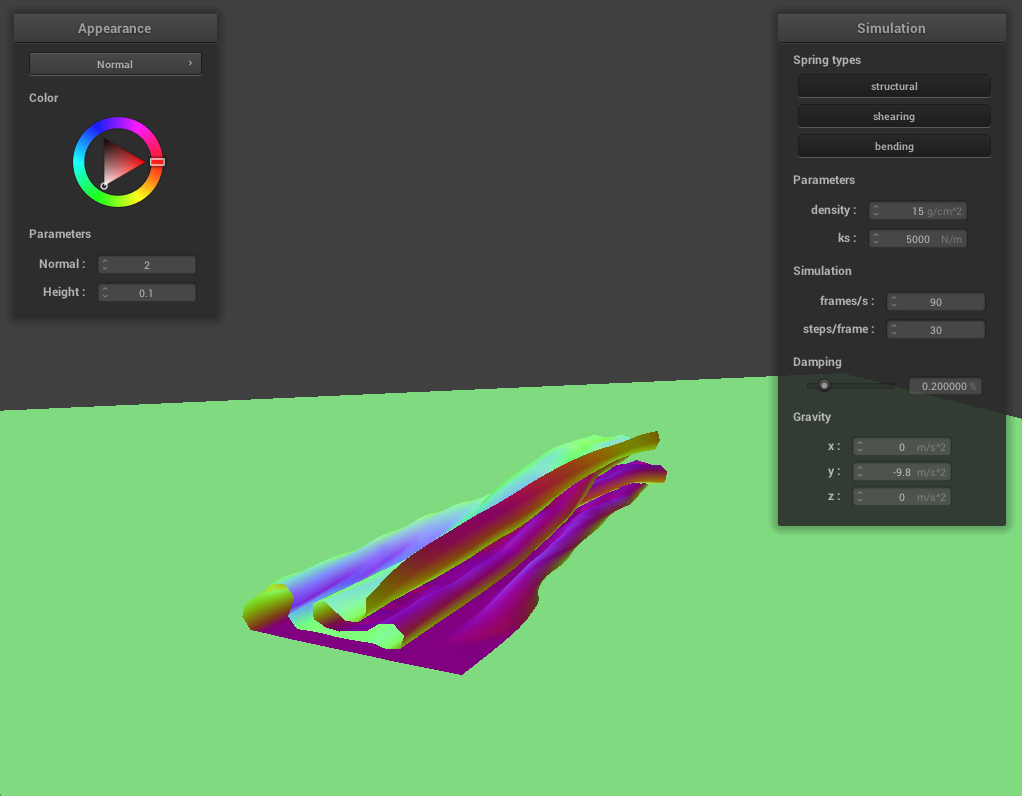 Appearance
Normal
Color
Parameters
Normal : 2
Height : 0.1
Simulation
Spring types
structural
shearing
bending
Parameters
density : 15 g/cm^2
ks : 5000 N/m
Simulation
frames/s : 90
steps/frame : 30
Damping
0.200000 %
Gravity
x : 0 m/s^2
y : -9.8 m/s^2
z : 0 m/s^2